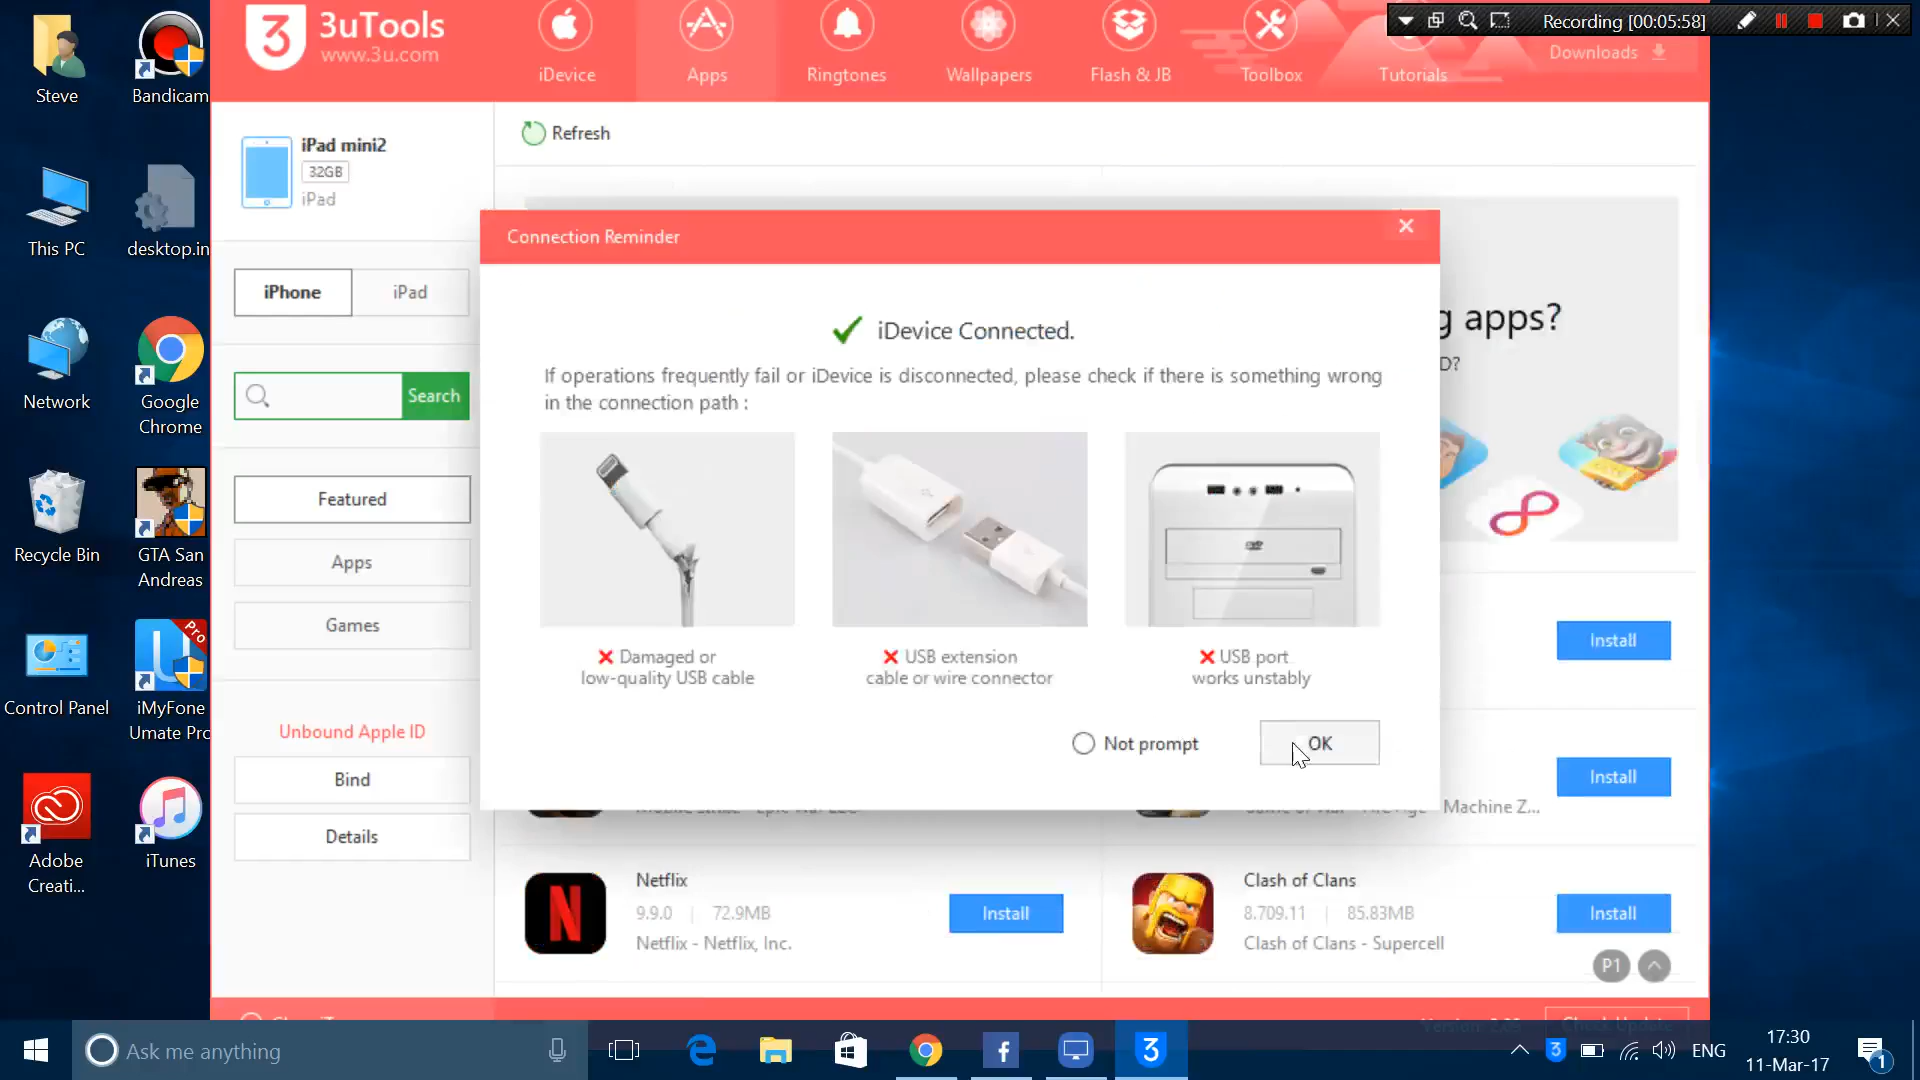 Steve
Bandicam
This PC
desktop.in
Network
Google
Chrome
Recycle Bin
GTA San
Andreas
Control Panel
Pro
iMyFone
Umate Pro
Adobe
Creati...
iTunes
3uTools
www.3u.com
iDevice
Apps
Ringtones
Wallpapers
Flash & JB
Toolbox
Tutorials
Downloads
Recording [00:05:58]
iPad mini2
32GB
iPad
Refresh
iPhone
iPad
Search
Featured
Apps
Games
Unbound Apple ID
Bind
Details
Connection Reminder
iDevice Connected.
If operations frequently fail or iDevice is disconnected, please check if there is something wrong
in the connection path :
Damaged or
low-quality USB cable
USB extension
cable or wire connector
USB port
works unstably
Not prompt
OK
g apps?
D?
Install
Install
Machine Z...
Netflix
9.9.0 | 72.9MB
Netflix - Netflix, Inc.
Install
Clash of Clans
8.709.11 | 85.83MB
Clash of Clans - Supercell
Install
P1
Check Update
Ask me anything
ENG
17:30
11-Mar-17
1